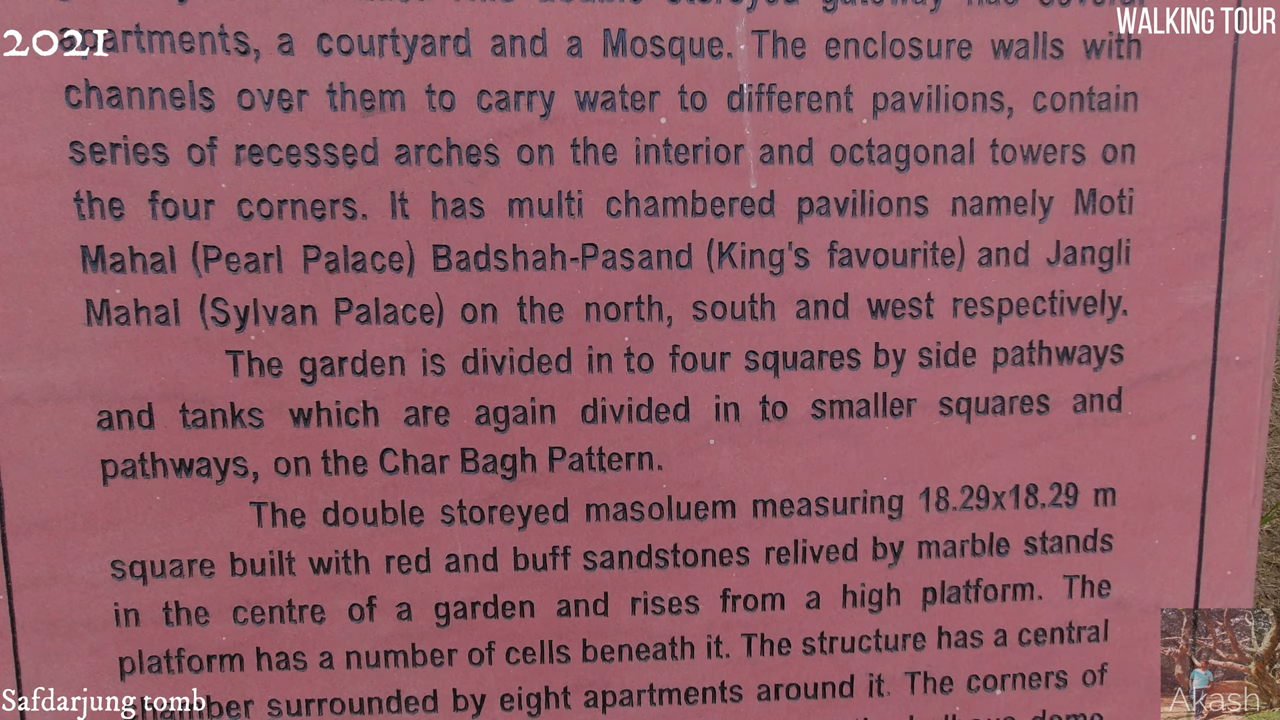 WALKING TOUR
2021
double storeyed gateway has several
apartments, a courtyard and a Mosque. The enclosure walls with
channels over them to carry water to different pavilions, contain
series of recessed arches on the interior and octagonal towers on
the four corners. It has multi chambered pavilions namely Moti
Mahal (Pearl Palace) Badshah-Pasand (King's favourite) and Jangli
Mahal (Sylvan Palace) on the north, south and west respectively.
The garden is divided in to four squares by side pathways
and tanks which are again divided in to smaller squares and
pathways, on the Char Bagh Pattern.
The double storeyed masoluem measuring 18.29x18.29 m
square built with red and buff sandstones relived by marble stands
in the centre of a garden and rises from a high platform. The
platform has a number of cells beneath it. The structure has a central
chamber surrounded by eight apartments around it. The corners of
dome
Safdarjung tomb
Akash